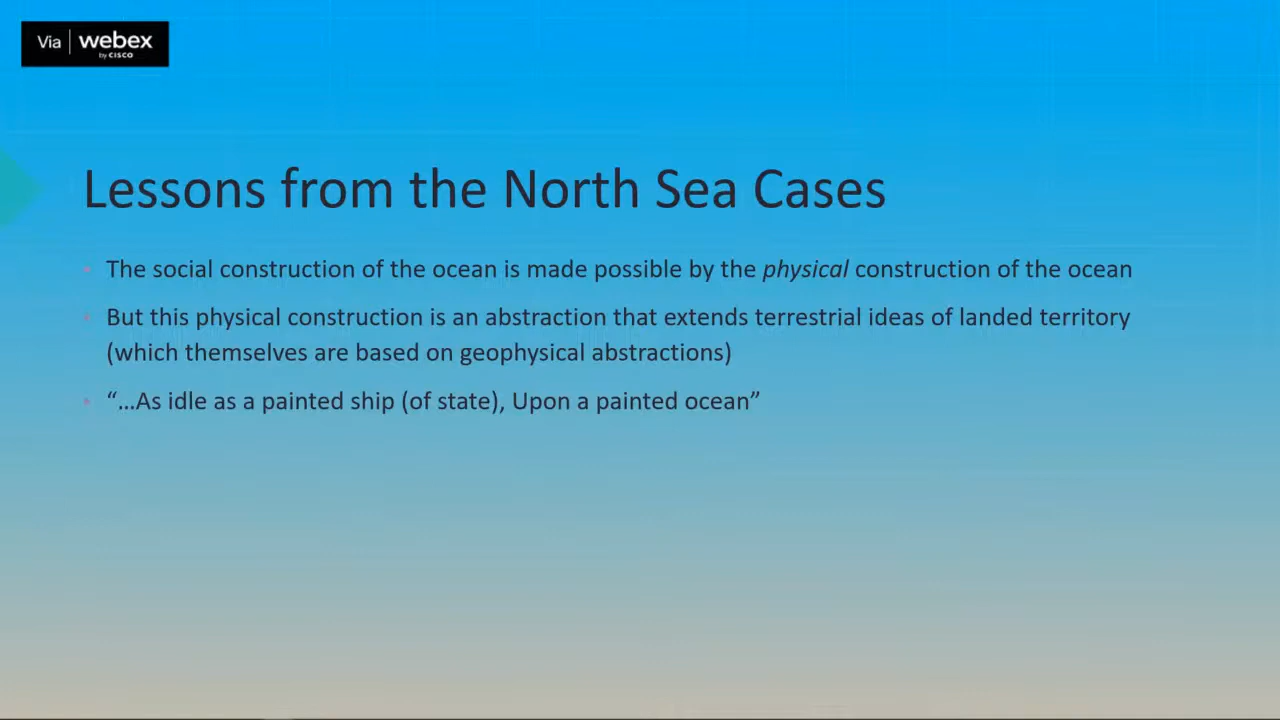 Via | webex
by CISCO
Lessons from the North Sea Cases
The social construction of the ocean is made possible by the physical construction of the ocean
But this physical construction is an abstraction that extends terrestrial ideas of landed territory
(which themselves are based on geophysical abstractions)
“…As idle as a painted ship (of state), Upon a painted ocean”